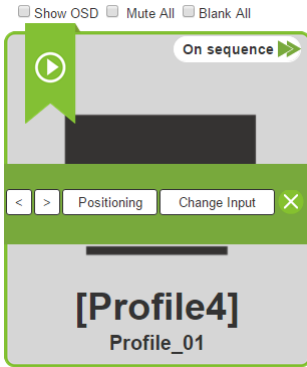 Show OSD Mute All Blank All
On sequence
< > Positioning Change Input
[Profile4]
Profile_01